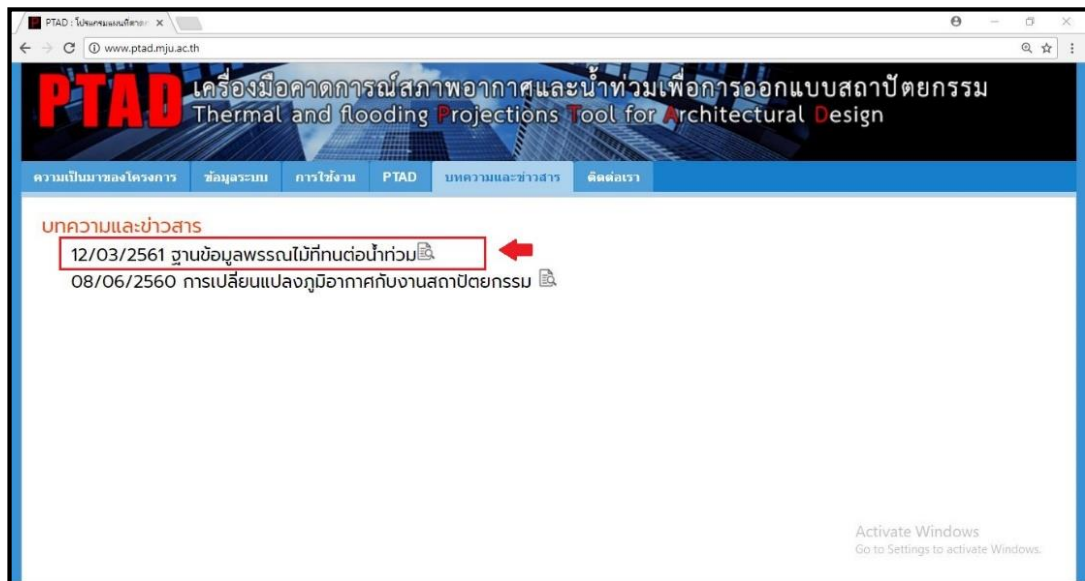 PTAD : โปรแกรมแผนที่คาดก
www.ptad.mju.ac.th
PTAD
เครื่องมือคาดการณ์สภาพอากาศและน้ำท่วมเพื่อการออกแบบสถาปัตยกรรม
Thermal and flooding Projections Tool for Architectural Design
ความเป็นมาของโครงการ ข้อมูลระบบ การใช้งาน PTAD บทความและข่าวสาร ติดต่อเรา
บทความและข่าวสาร
12/03/2561 ฐานข้อมูลพรรณไม้ที่ทนต่อน้ำท่วม
08/06/2560 การเปลี่ยนแปลงภูมิอากาศกับงานสถาปัตยกรรม
Activate Windows
Go to Settings to activate Windows.